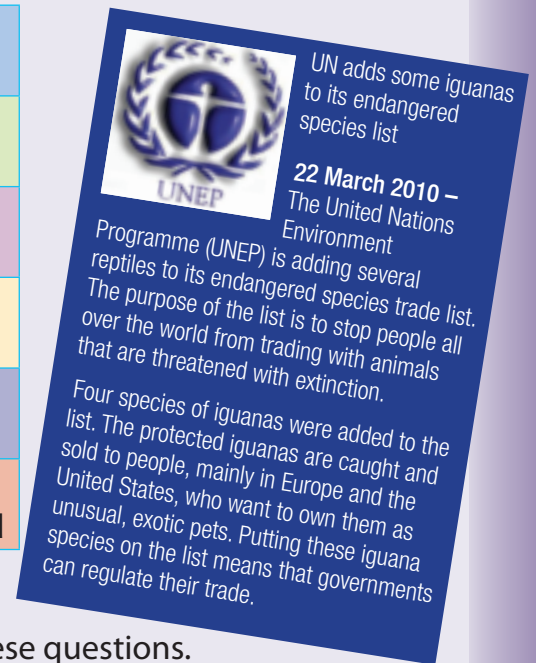 UN adds some iguanas
to its endangered
species list
22 March 2010 –
The United Nations
Environment
Programme (UNEP) is adding several
reptiles to its endangered species trade list.
The purpose of the list is to stop people all
over the world from trading with animals
that are threatened with extinction.
Four species of iguanas were added to the
list. The protected iguanas are caught and
sold to people, mainly in Europe and the
United States, who want to own them as
unusual, exotic pets. Putting these iguana
species on the list means that governments
can regulate their trade.
UNEP
ese questions.